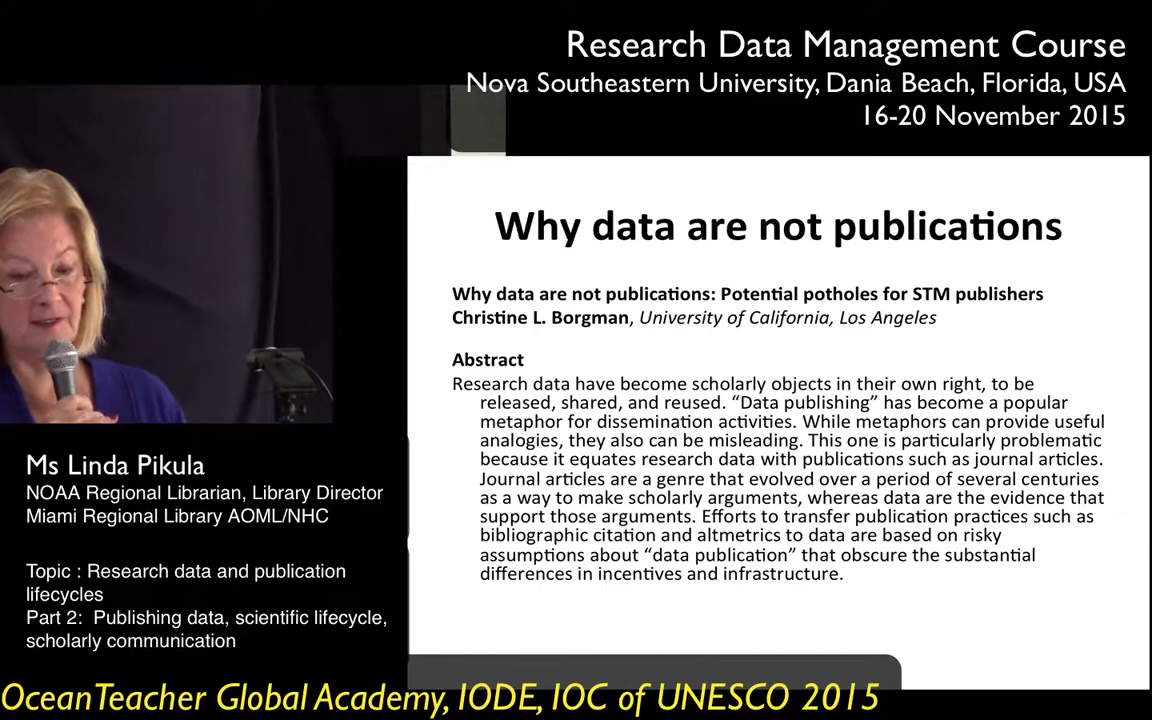 Research Data Management Course
Nova Southeastern University, Dania Beach, Florida, USA
16-20 November 2015
Why data are not publications
Why data are not publications: Potential potholes for STM publishers
Christine L. Borgman, University of California, Los Angeles
Abstract
Research data have become scholarly objects in their own right, to be
released, shared, and reused. “Data publishing” has become a popular
metaphor for dissemination activities. While metaphors can provide useful
analogies, they also can be misleading. This one is particularly problematic
because it equates research data with publications such as journal articles.
Journal articles are a genre that evolved over a period of several centuries
as a way to make scholarly arguments, whereas data are the evidence that
support those arguments. Efforts to transfer publication practices such as
bibliographic citation and altmetrics to data are based on risky
assumptions about “data publication” that obscure the substantial
differences in incentives and infrastructure.
Ms Linda Pikula
NOAA Regional Librarian, Library Director
Miami Regional Library AOML/NHC
Topic : Research data and publication
lifecycles
Part 2: Publishing data, scientific lifecycle,
scholarly communication
OceanTeacher Global Academy, IODE, IOC of UNESCO 2015